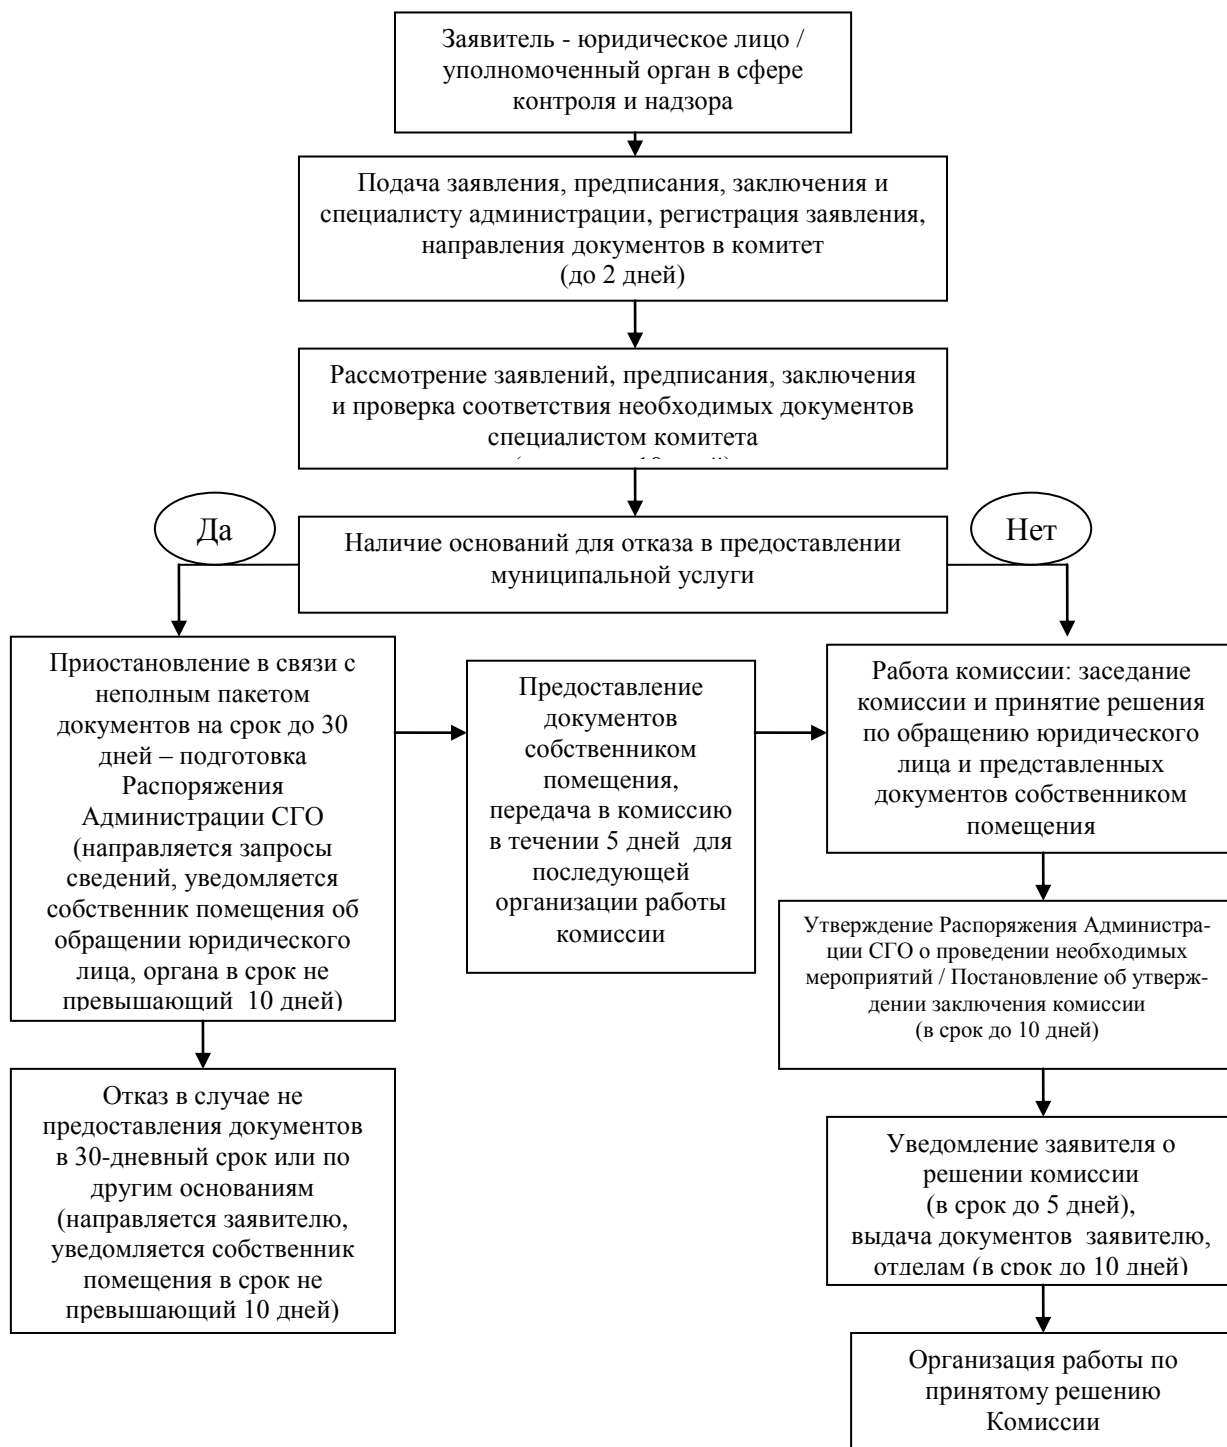 Заявитель - юридическое лицо /
уполномоченный орган в сфере
контроля и надзора
Подача заявления, предписания, заключения и
специалисту администрации, регистрация заявления,
направления документов в комитет
(до 2 дней)
Рассмотрение заявлений, предписания, заключения
и проверка соответствия необходимых документов
специалистом комитета
Да
Наличие оснований для отказа в предоставлении
муниципальной услуги
Нет
Приостановление в связи с
неполным пакетом
документов на срок до 30
дней – подготовка
Распоряжения
Администрации СГО
(направляется запросы
сведений, уведомляется
собственник помещения об
обращении юридического
лица, органа в срок не
превышающий 10 дней)
Предоставление
документов
собственником
помещения,
передача в комиссию
в течении 5 дней для
последующей
организации работы
комиссии
Работа комиссии: заседание
комиссии и принятие решения
по обращению юридического
лица и представленных
документов собственником
помещения
Утверждение Распоряжения Администра-
ции СГО о проведении необходимых
мероприятий / Постановление об утверж-
дении заключения комиссии
(в срок до 10 дней)
Отказ в случае не
предоставления документов
в 30-дневный срок или по
другим основаниям
(направляется заявителю,
уведомляется собственник
помещения в срок не
превышающий 10 дней)
Уведомление заявителя о
решении комиссии
(в срок до 5 дней),
выдача документов заявителю,
отделам (в срок до 10 дней)
Организация работы по
принятому решению
Комиссии